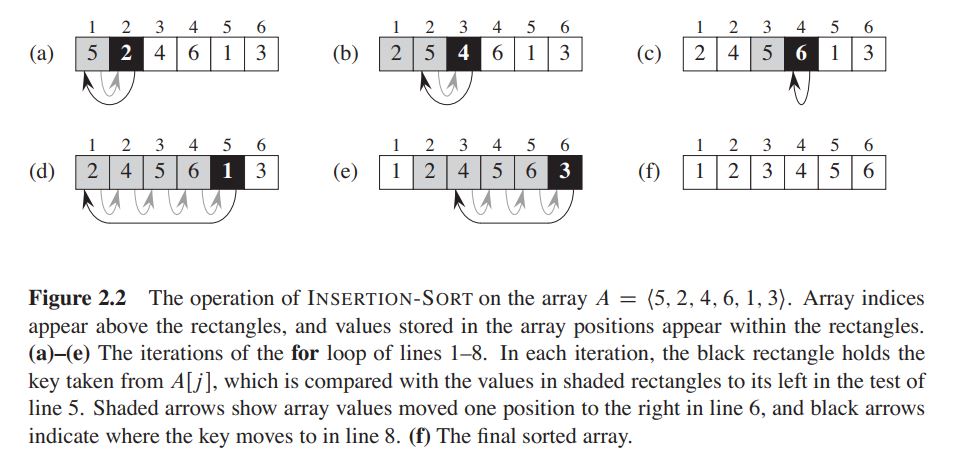 1 2 3 4 5 6
(a) 5 2 4 6 1 3
1 2 3 4 5 6
(b) 2 5 4 6 1 3
1 2 3 4 5 6
(c) 2 4 5 6 1 3
1 2 3 4 5 6
(d) 2 4 5 6 1 3
1 2 3 4 5 6
(e) 1 2 4 5 6 3
1 2 3 4 5 6
(f) 1 2 3 4 5 6
Figure 2.2 The operation of INSERTION-SORT on the array A = ⟨5, 2, 4, 6, 1, 3⟩. Array indices
appear above the rectangles, and values stored in the array positions appear within the rectangles.
(a)–(e) The iterations of the for loop of lines 1–8. In each iteration, the black rectangle holds the
key taken from A[j], which is compared with the values in shaded rectangles to its left in the test of
line 5. Shaded arrows show array values moved one position to the right in line 6, and black arrows
indicate where the key moves to in line 8. (f) The final sorted array.